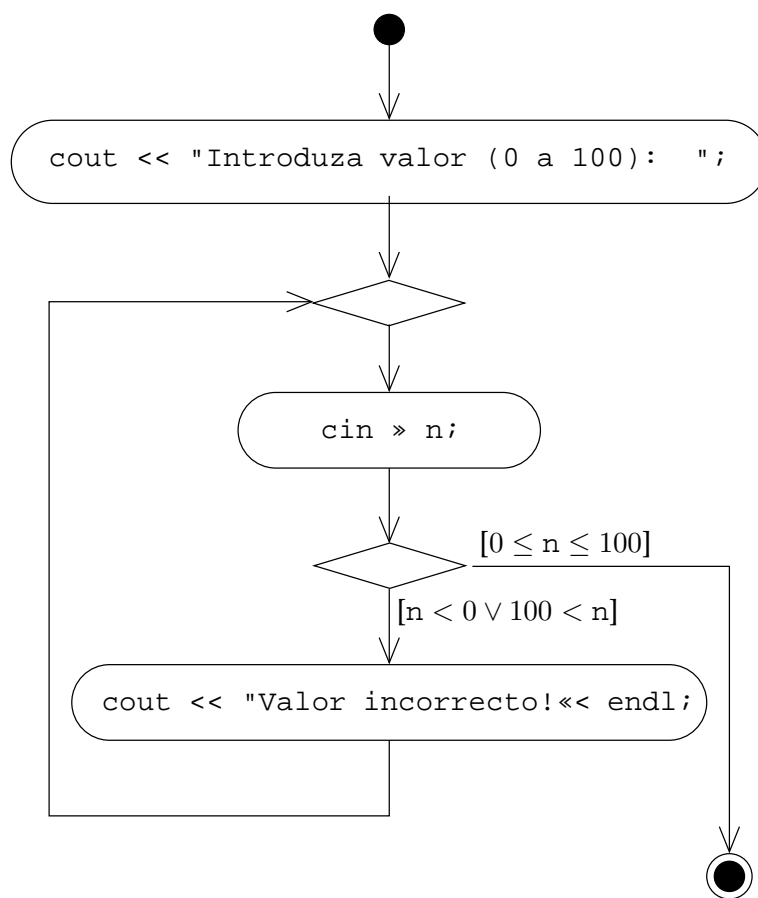 cout << "Introduza valor (0 a 100):  ";
cin » n;
[0 ≤ n ≤ 100]
[n < 0 ∨ 100 < n]
cout << "Valor incorrecto!«< endl;